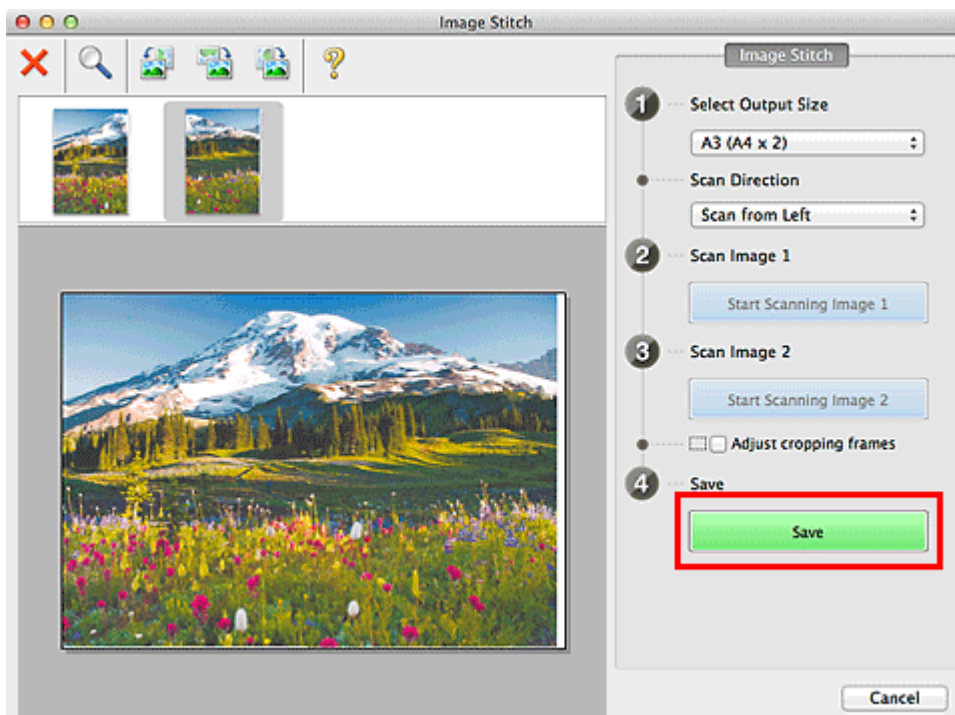 Image Stitch
Image Stitch
1 Select Output Size
A3 (A4 x 2)
Scan Direction
Scan from Left
2 Scan Image 1
Start Scanning Image 1
3 Scan Image 2
Start Scanning Image 2
Adjust cropping frames
4 Save
Save
Cancel